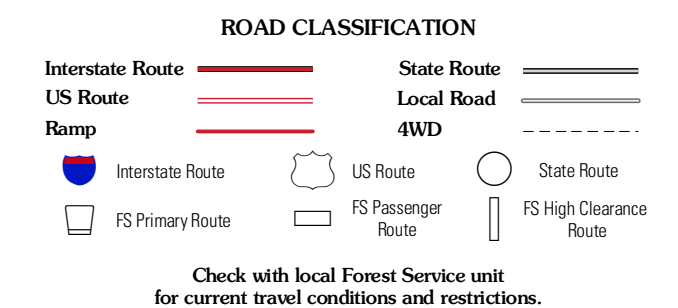 ROAD CLASSIFICATION
Interstate Route
State Route
US Route
Local Road
Ramp
4WD
Interstate Route
US Route
State Route
FS Primary Route
FS Passenger
Route
FS High Clearance
Route
Check with local Forest Service unit
for current travel conditions and restrictions.